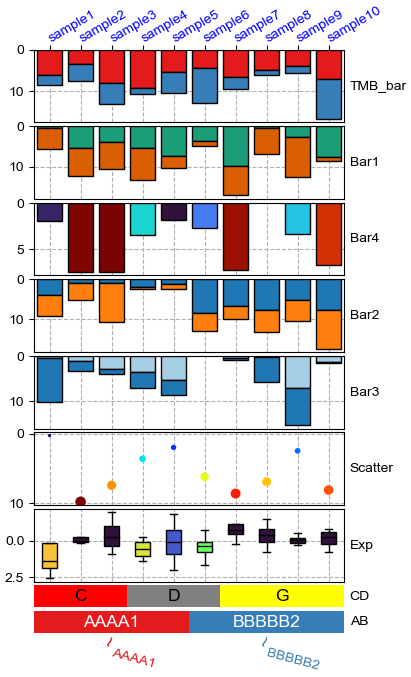 sample1 sample2 sample3 sample4 sample5 sample6 sample7 sample8 sample9 sample10
0
10
TMB_bar
0
10
Bar1
0
5
Bar4
0
10
Bar2
0
10
Bar3
0
10
Scatter
0.0
2.5
Exp
C D G CD
AAAA1 BBBBB2 AB
AAAA1 BBBBB2